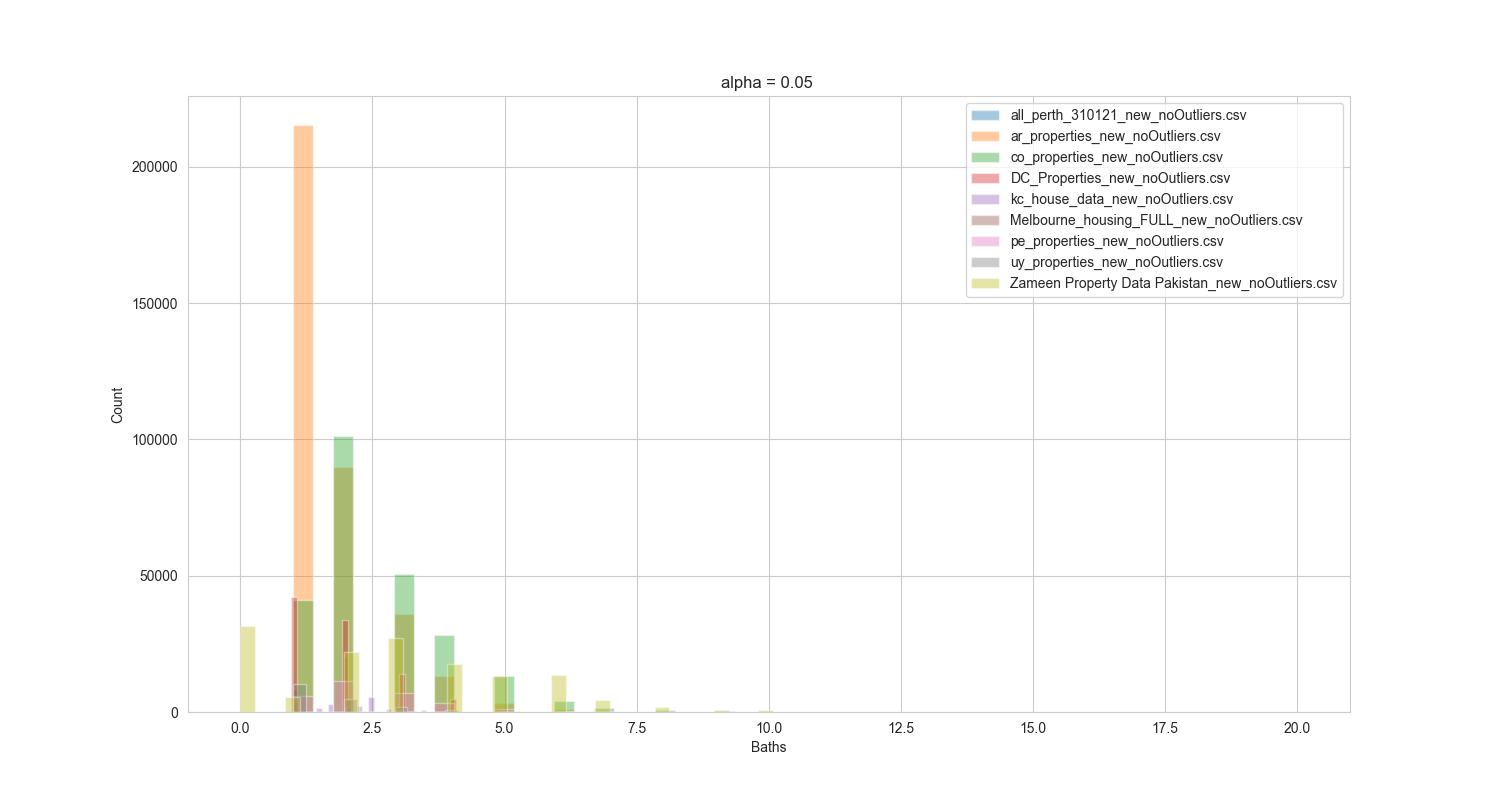 alpha = 0.05
all_perth_310121_new_noOutliers.csv
ar_properties_new_noOutliers.csv
co_properties_new_noOutliers.csv
DC_Properties_new_noOutliers.csv
kc_house_data_new_noOutliers.csv
Melbourne_housing_FULL_new_noOutliers.csv
pe_properties_new_noOutliers.csv
uy_properties_new_noOutliers.csv
Zameen Property Data Pakistan_new_noOutliers.csv
Count
200000
150000
100000
50000
0
0.0 2.5 5.0 7.5 10.0 12.5 15.0 17.5 20.0
Baths